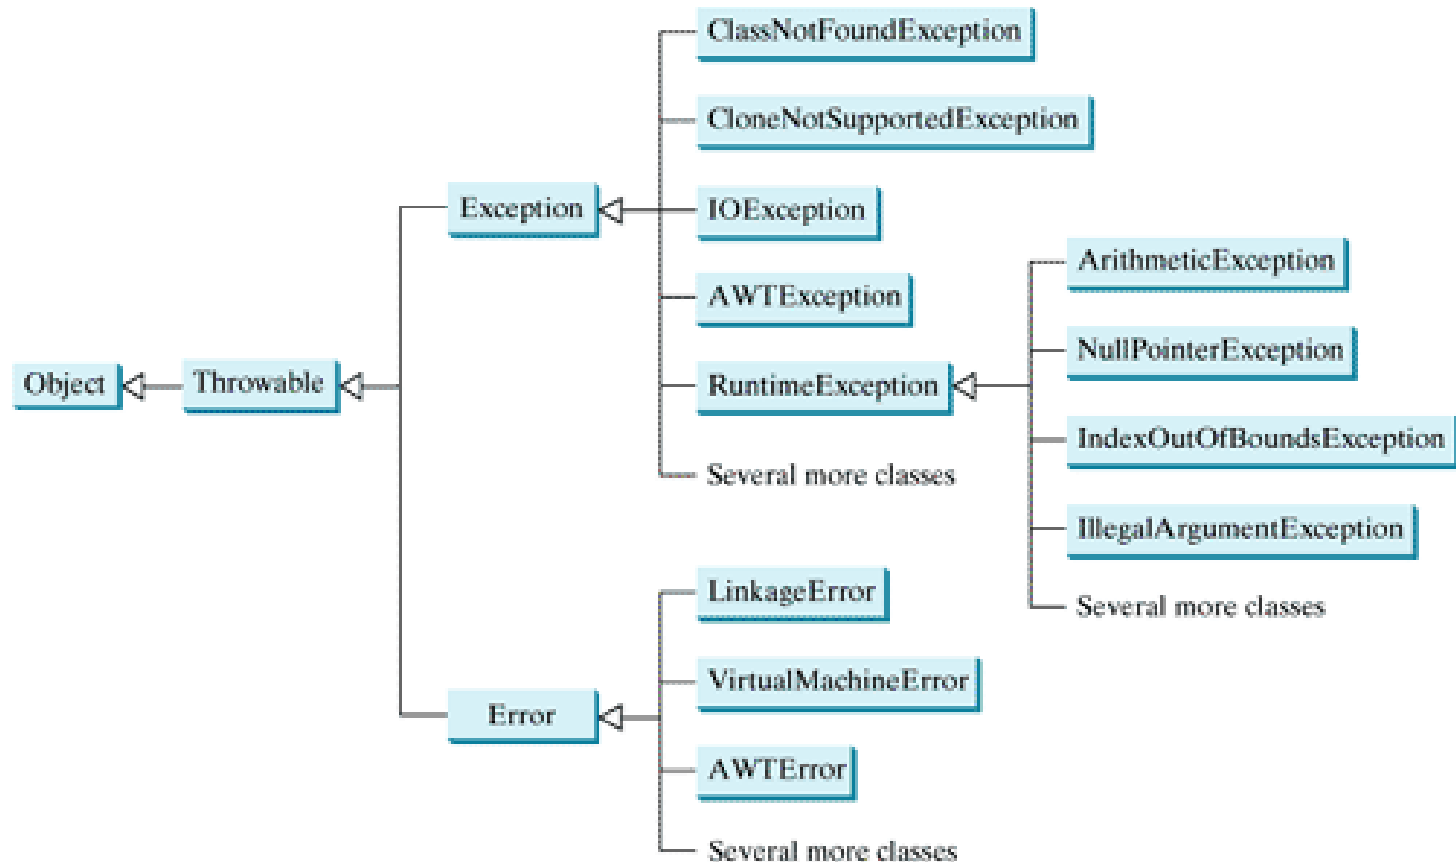 ClassNotFoundException
CloneNotSupportedException
Exception
IOException
ArithmeticException
AWTException
NullPointerException
Object
Throwable
RuntimeException
IndexOutOfBoundsException
Several more classes
IllegalArgumentException
LinkageError
Several more classes
VirtualMachineError
Error
AWTError
Several more classes